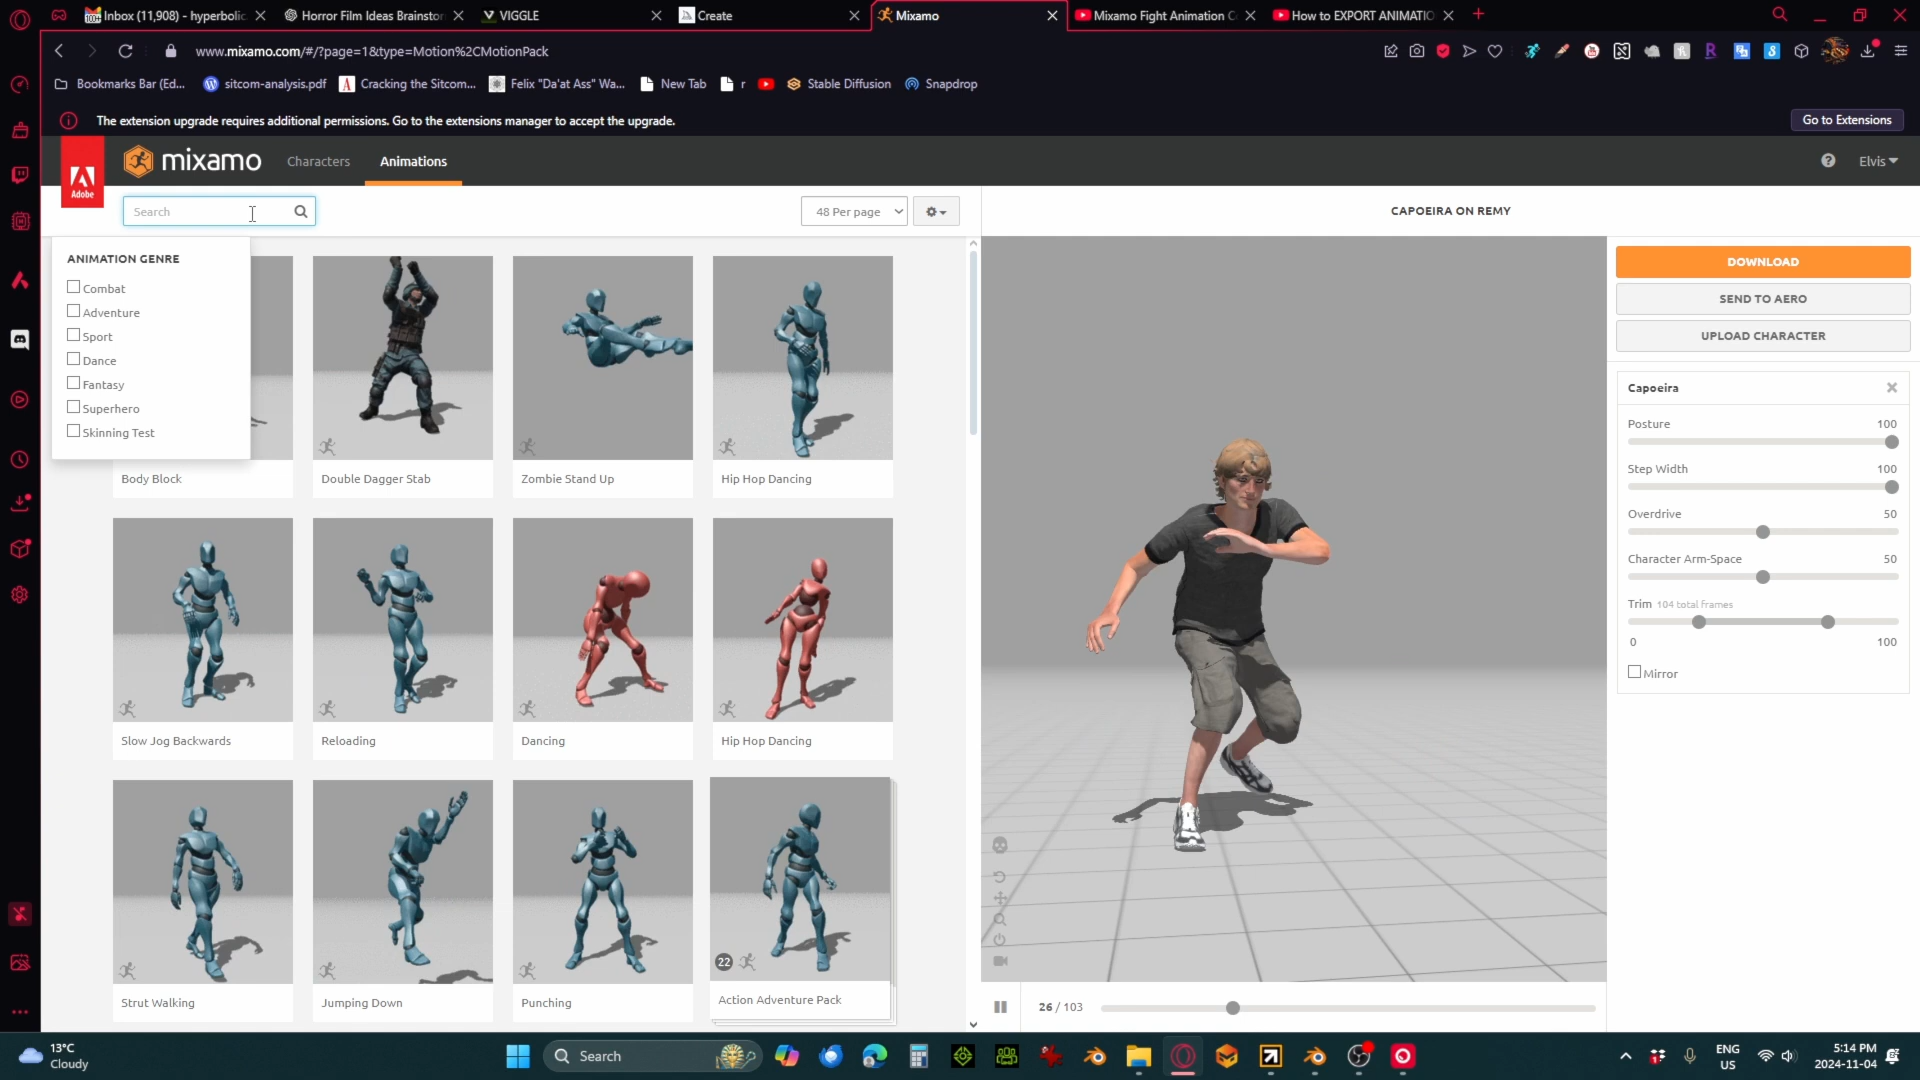 Inbox (11,908) - hyperbolic
Horror Film Ideas Brainstor
VIGGLE
Create
Mixamo
Mixamo Fight Animation C
How to EXPORT ANIMATIO
www.mixamo.com/#/?page=1&type=Motion%2CMotionPack
Bookmarks Bar (Ed...
sitcom-analysis.pdf
Cracking the Sitcom...
Felix "Da'at Ass" Wa...
New Tab
r
Stable Diffusion
Snapdrop
The extension upgrade requires additional permissions. Go to the extensions manager to accept the upgrade.
Go to Extensions
Adobe
mixamo
Characters
Animations
Elvis
Search
48 Per page
CAPOEIRA ON REMY
ANIMATION GENRE
Combat
Adventure
Sport
Dance
Fantasy
Superhero
Skinning Test
Body Block
Double Dagger Stab
Zombie Stand Up
Hip Hop Dancing
Slow Jog Backwards
Reloading
Dancing
Hip Hop Dancing
22
Strut Walking
Jumping Down
Punching
Action Adventure Pack
DOWNLOAD
SEND TO AERO
UPLOAD CHARACTER
Capoeira
Posture 100
Step Width 100
Overdrive 50
Character Arm-Space 50
Trim 104 total frames
0 100
Mirror
26 / 103
13°C
Cloudy
Search
ENG
US
5:14 PM
2024-11-04